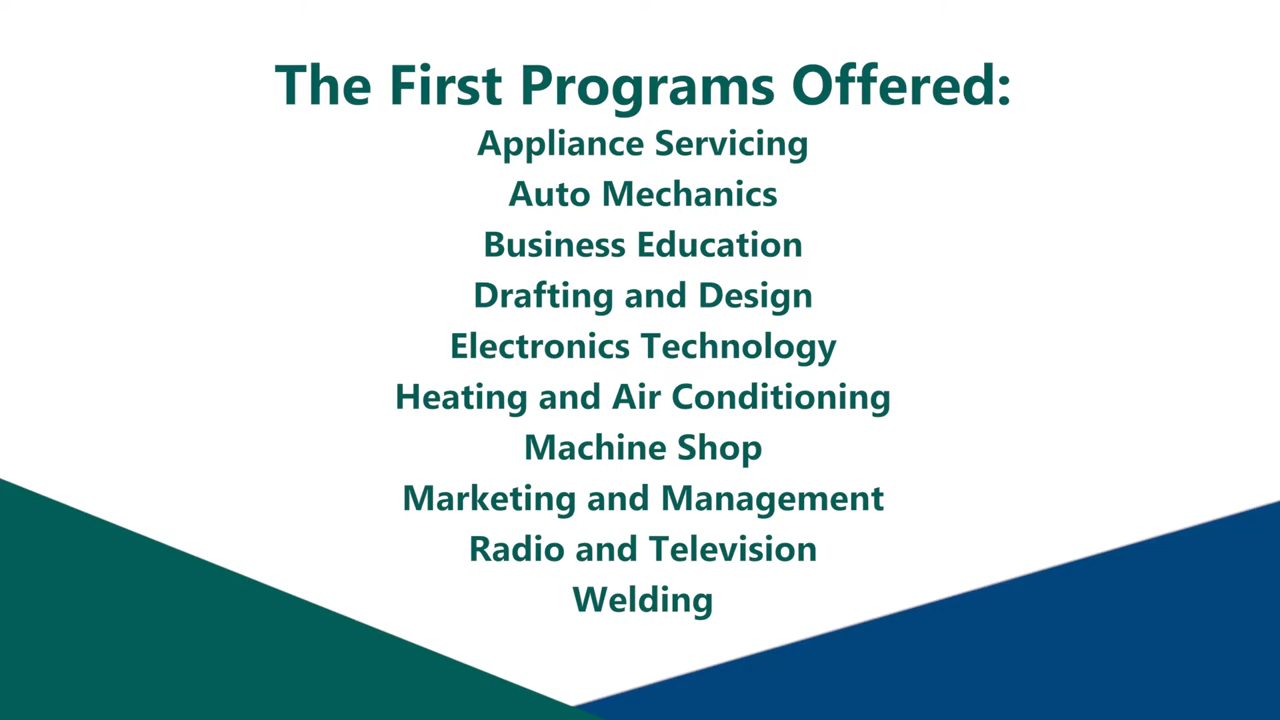 The First Programs Offered:
Appliance Servicing
Auto Mechanics
Business Education
Drafting and Design
Electronics Technology
Heating and Air Conditioning
Machine Shop
Marketing and Management
Radio and Television
Welding